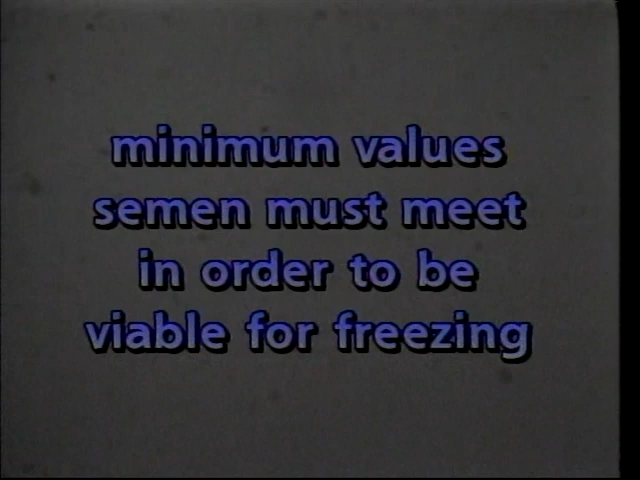 minimum values
semen must meet
in order to be
viable for freezing